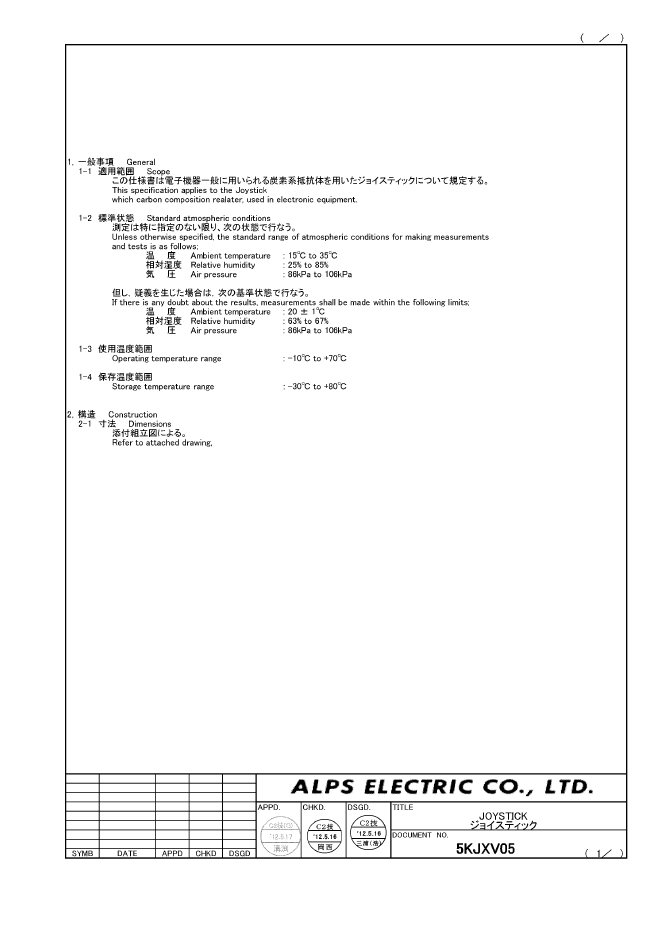 ( ／ )
1. 一般事項 General
1-1 適用範囲 Scope
この仕様書は電子機器一般に用いられる炭素系抵抗体を用いたジョイスティックについて規定する。
This specification applies to the Joystick
which carbon composition realater, used in electronic equipment.
1-2 標準状態 Standard atmospheric conditions
測定は特に指定のない限り、次の状態で行なう。
Unless otherwise specified, the standard range of atmospheric conditions for making measurements
and tests is as follows;
温 度 Ambient temperature : 15℃ to 35℃
相対湿度 Relative humidity : 25% to 85%
気 圧 Air pressure : 86kPa to 106kPa
但し、疑義を生じた場合は、次の基準状態で行なう。
If there is any doubt about the results, measurements shall be made within the following limits;
温 度 Ambient temperature : 20 ± 1℃
相対湿度 Relative humidity : 63% to 67%
気 圧 Air pressure : 86kPa to 106kPa
1-3 使用温度範囲
Operating temperature range : -10℃ to +70℃
1-4 保存温度範囲
Storage temperature range : -30℃ to +80℃
2. 構造 Construction
2-1 寸法 Dimensions
添付組立図による。
Refer to attached drawing.
ALPS ELECTRIC CO., LTD.
APPD. CHKD. DSGD. TITLE
JOYSTICK
ジョイスティック
C2技 C2技
'12.5.17 '12.5.16 '12.5.16
岡西 三浦(浩)
DOCUMENT NO.
5KJXV05
( 1／ )
SYMB DATE APPD CHKD DSGD